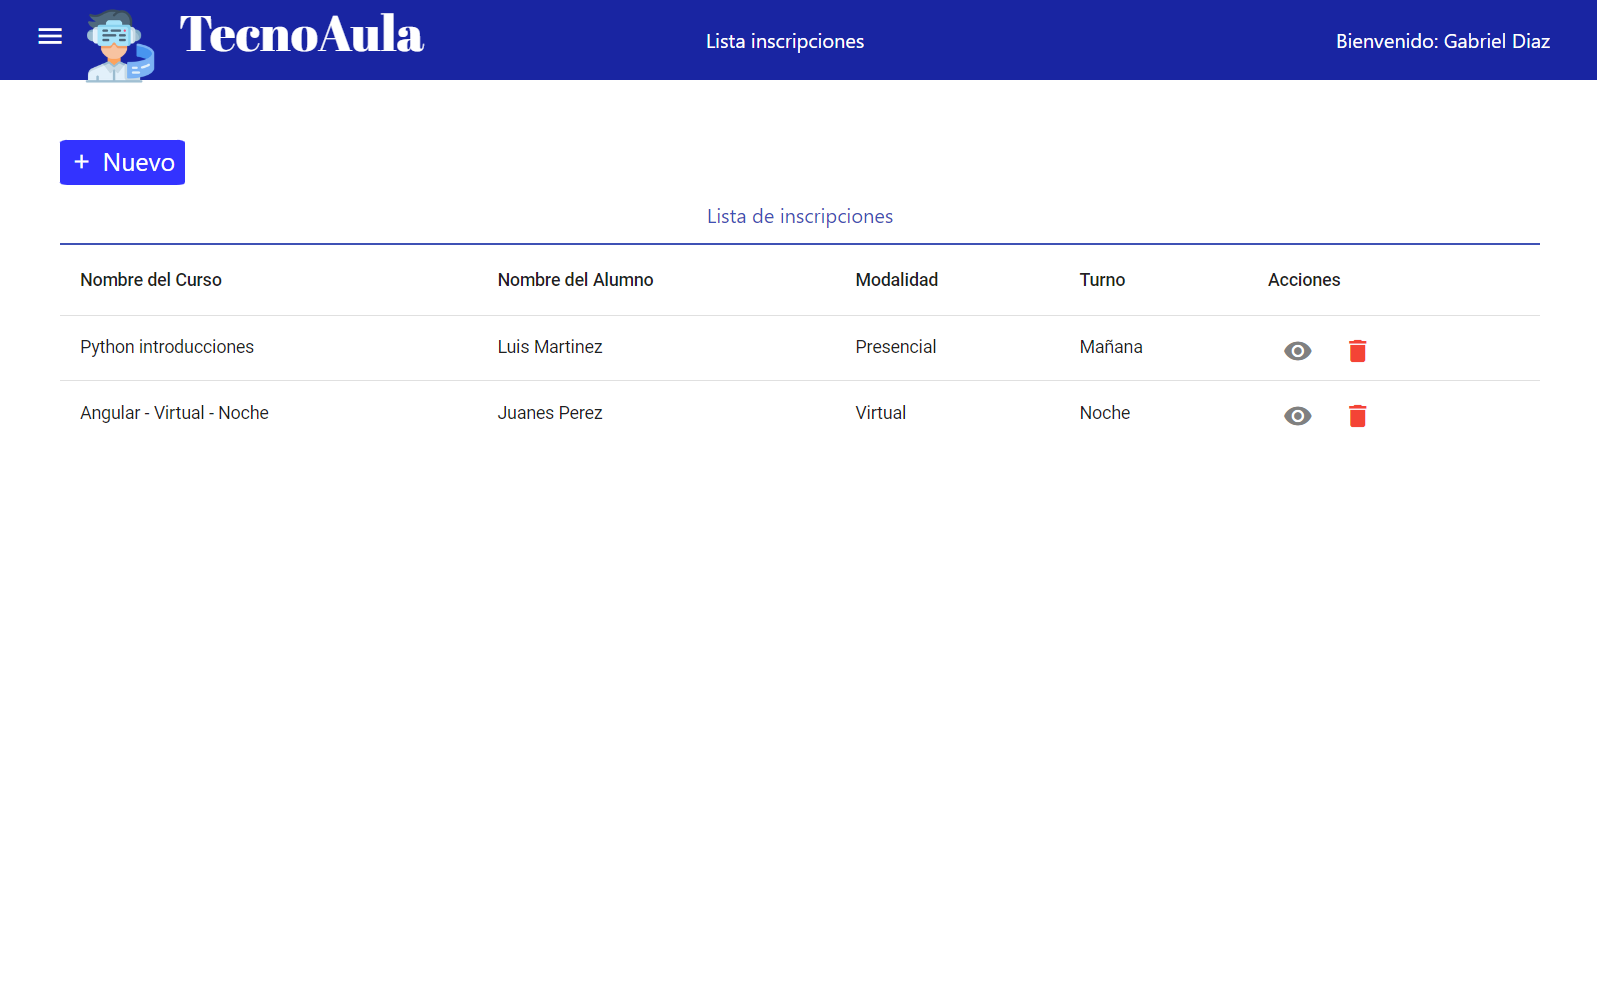 TecnoAula
Lista inscripciones
Bienvenido: Gabriel Diaz
+ Nuevo
Lista de inscripciones
Nombre del Curso Nombre del Alumno Modalidad Turno Acciones
Python introducciones Luis Martinez Presencial Mañana
Angular - Virtual - Noche Juanes Perez Virtual Noche